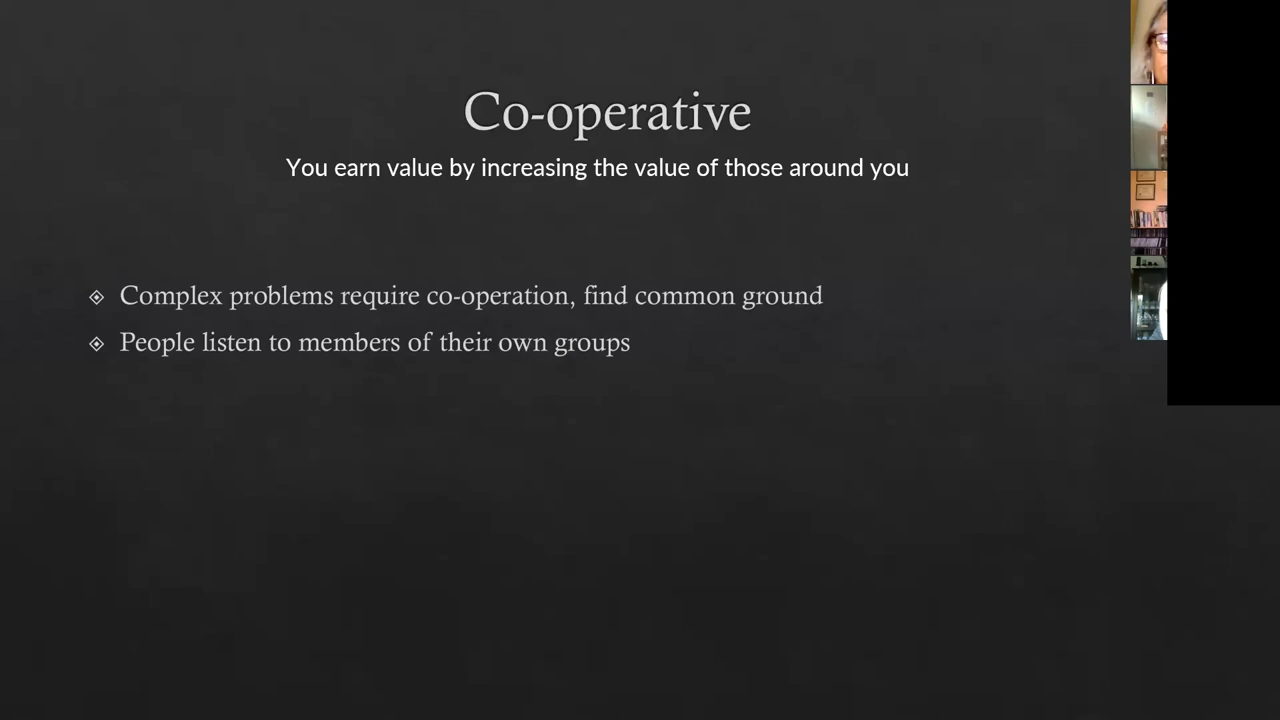 Co-operative
You earn value by increasing the value of those around you
Complex problems require co-operation, find common ground
People listen to members of their own groups